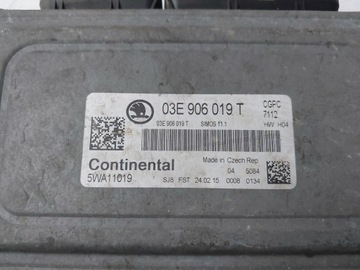 03E 906 019 T
CGPC
7112
03E 906 019 T SIMOS 11.1
HW H04
Continental
Made in Czech Rep
5WA11019
04 5084
SJ8 FST 24 02 15 0008 0134